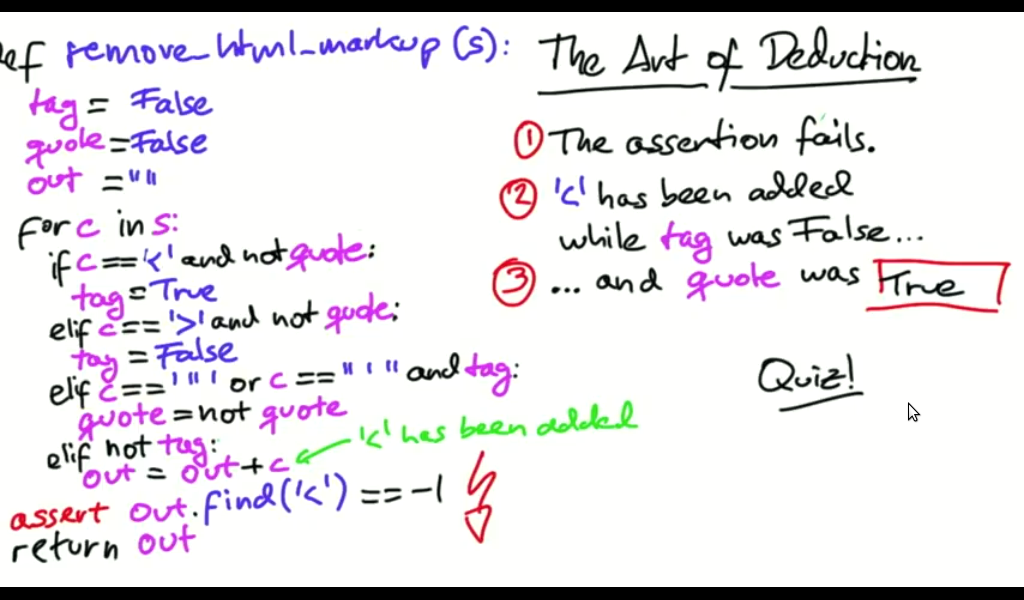 ef remove_html_markup (s):
tag = False
quote = False
out = ""
for c in s:
if c == '<' and not quote:
tag = True
elif c == '>' and not quote:
tag = False
elif c == '"' or c == "'" and tag:
quote = not quote
elif not tag:
out = out + c
'<' has been added
assert out.find('<') == -1
return out
The Art of Deduction
① The assertion fails.
② '<' has been added
while tag was False...
③ ... and quote was True
Quiz!